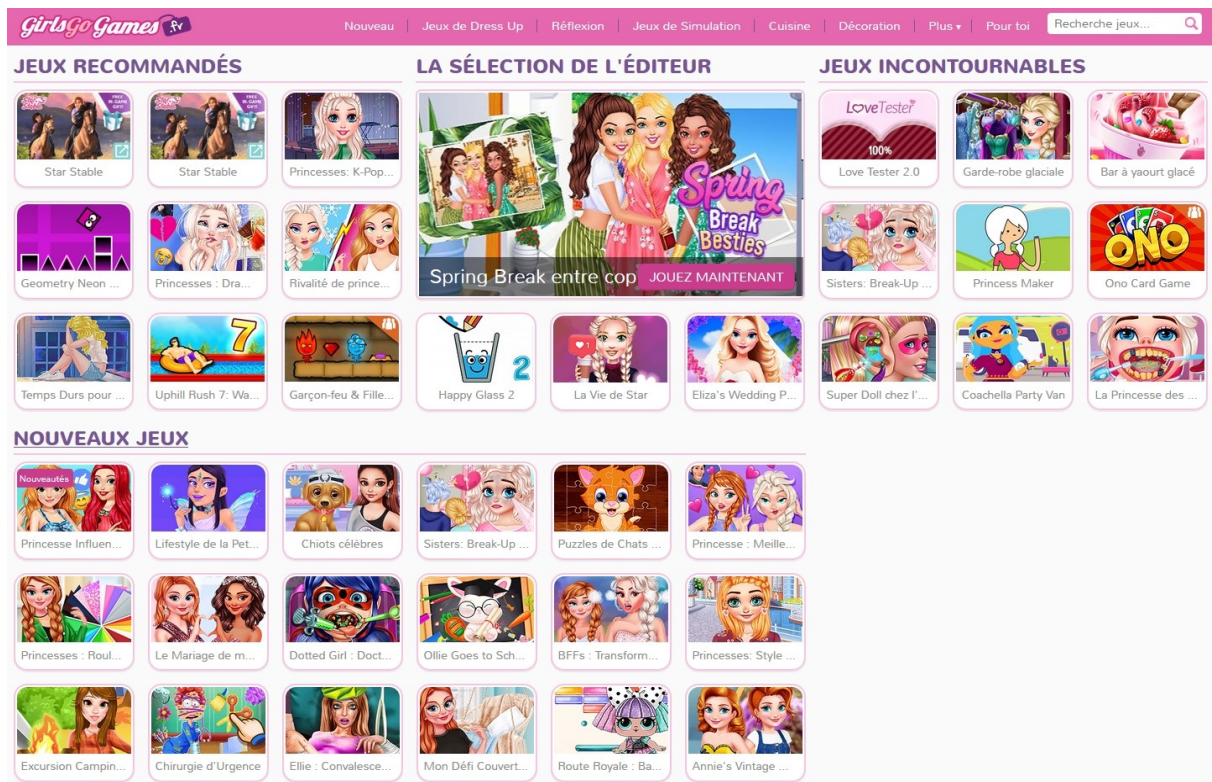 GirlsGoGames .fr
Nouveau
Jeux de Dress Up
Réflexion
Jeux de Simulation
Cuisine
Décoration
Plus ▾
Pour toi
Recherche jeux...
JEUX RECOMMANDÉS
Star Stable
Star Stable
Princesses: K-Pop...
Geometry Neon ...
Princesses : Dra...
Rivalité de prince...
Temps Durs pour ...
7
Uphill Rush 7: Wa...
Garçon-feu & Fille...
LA SÉLECTION DE L'ÉDITEUR
Spring
Break
Besties
Spring Break entre cop
JOUEZ MAINTENANT
2
Happy Glass 2
La Vie de Star
Eliza's Wedding P...
JEUX INCONTOURNABLES
LoveTester
100%
Love Tester 2.0
Garde-robe glaciale
Bar à yaourt glacé
Sisters: Break-Up ...
Princess Maker
ONO
Ono Card Game
Super Doll chez l'...
Coachella Party Van
La Princesse des ...
NOUVEAUX JEUX
Nouveautés
Princesse Influen...
Lifestyle de la Pet...
Chiots célèbres
Sisters: Break-Up ...
Puzzles de Chats ...
Princesse : Meille...
Princesses : Roul...
Le Mariage de m...
Dotted Girl : Doct...
Ollie Goes to Sch...
BFFs : Transform...
Princesses: Style ...
Excursion Campin...
Chirurgie d'Urgence
Ellie : Convalesce...
Mon Défi Couvert...
Route Royale : Ba...
Annie's Vintage ...